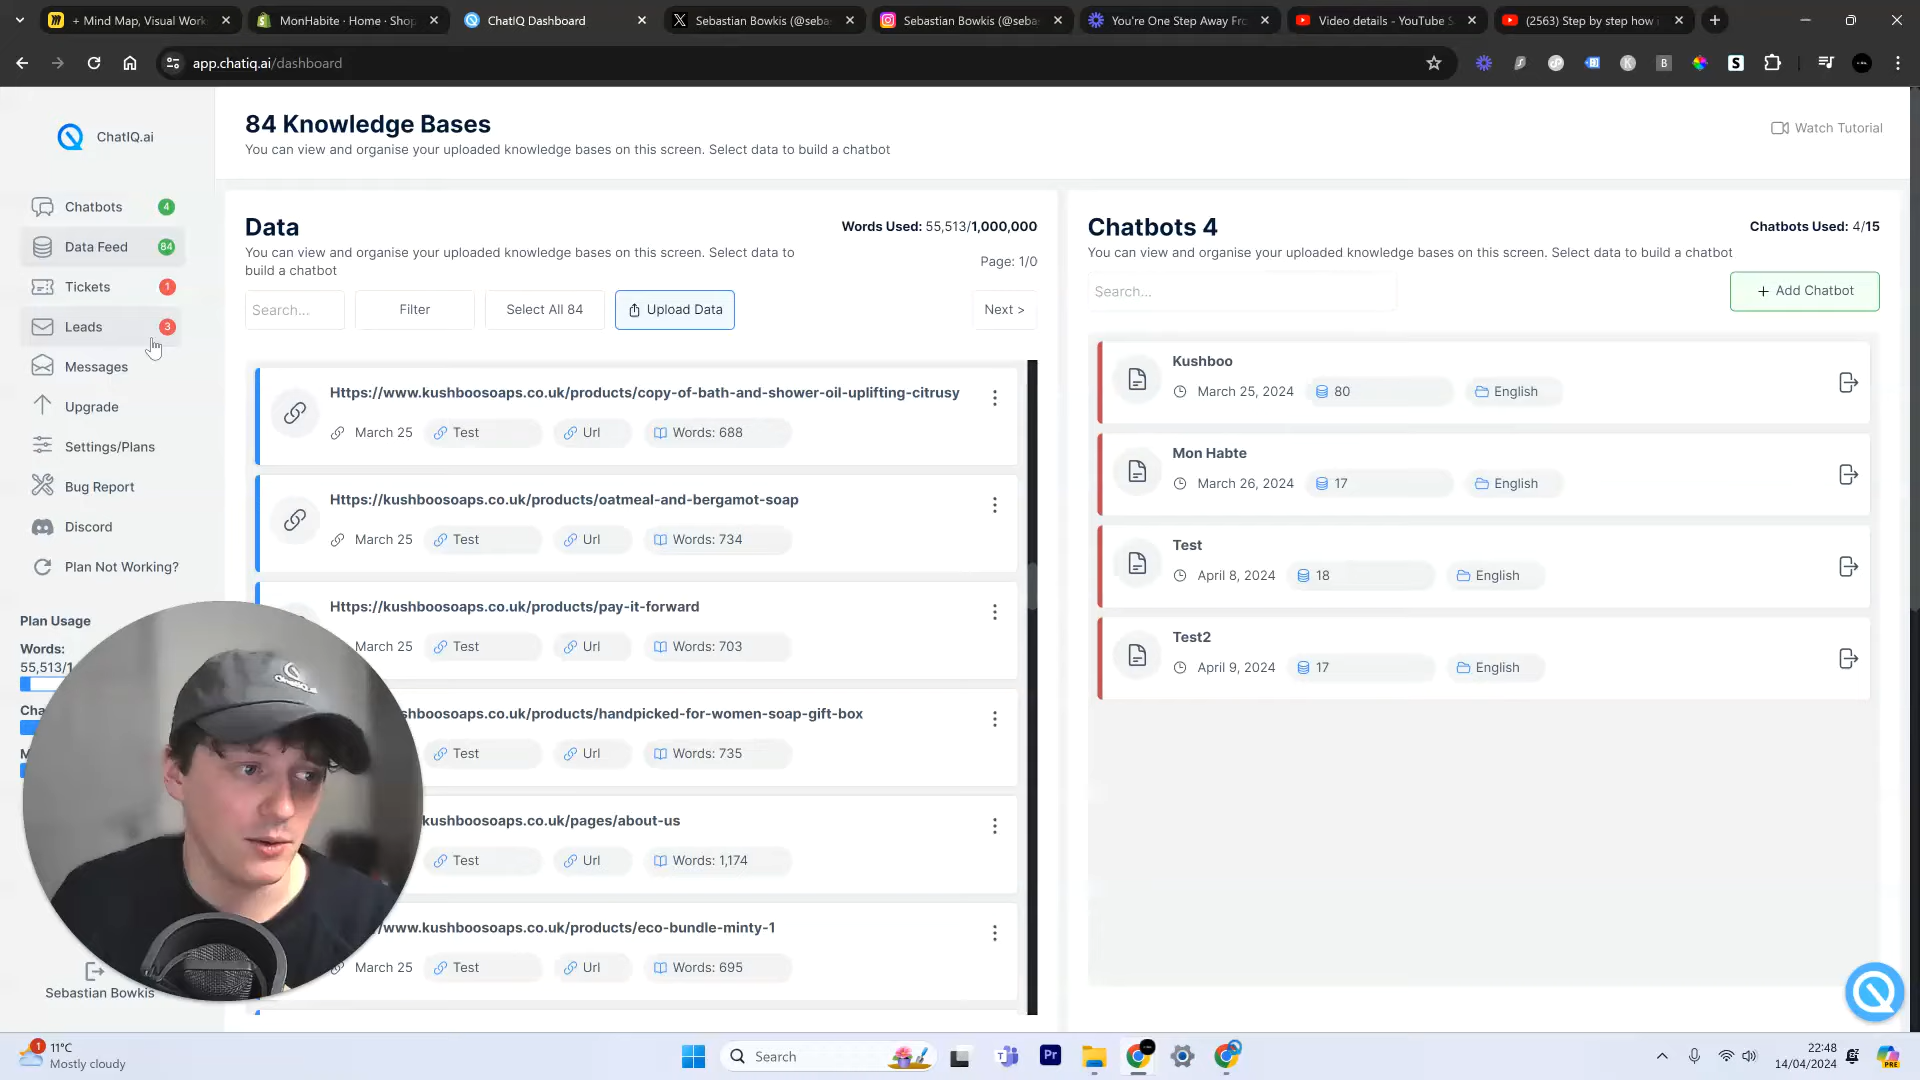 + Mind Map, Visual Work
MonHabite · Home · Shop
ChatIQ Dashboard
Sebastian Bowkis (@seba
Sebastian Bowkis (@seba
You're One Step Away Fr
Video details - YouTube S
(2563) Step by step how i
app.chatiq.ai/dashboard
ChatIQ.ai
84 Knowledge Bases
You can view and organise your uploaded knowledge bases on this screen. Select data to build a chatbot
Watch Tutorial
Chatbots 4
Data Feed 84
Tickets 1
Leads 3
Messages
Upgrade
Settings/Plans
Bug Report
Discord
Plan Not Working?
Plan Usage
Words:
55,513/1
Cha
M
Sebastian Bowkis
Data
Words Used: 55,513/1,000,000
You can view and organise your uploaded knowledge bases on this screen. Select data to
build a chatbot
Page: 1/0
Search...
Filter
Select All 84
Upload Data
Next >
Https://www.kushboosoaps.co.uk/products/copy-of-bath-and-shower-oil-uplifting-citrusy
March 25 Test Url Words: 688
Https://kushboosoaps.co.uk/products/oatmeal-and-bergamot-soap
March 25 Test Url Words: 734
Https://kushboosoaps.co.uk/products/pay-it-forward
March 25 Test Url Words: 703
hboosoaps.co.uk/products/handpicked-for-women-soap-gift-box
Test Url Words: 735
kushboosoaps.co.uk/pages/about-us
Test Url Words: 1,174
/www.kushboosoaps.co.uk/products/eco-bundle-minty-1
March 25 Test Url Words: 695
Chatbots 4
Chatbots Used: 4/15
You can view and organise your uploaded knowledge bases on this screen. Select data to build a chatbot
Search...
+ Add Chatbot
Kushboo
March 25, 2024 80 English
Mon Habte
March 26, 2024 17 English
Test
April 8, 2024 18 English
Test2
April 9, 2024 17 English
1
11°C
Mostly cloudy
Search
Pr
22:48
14/04/2024
PRE